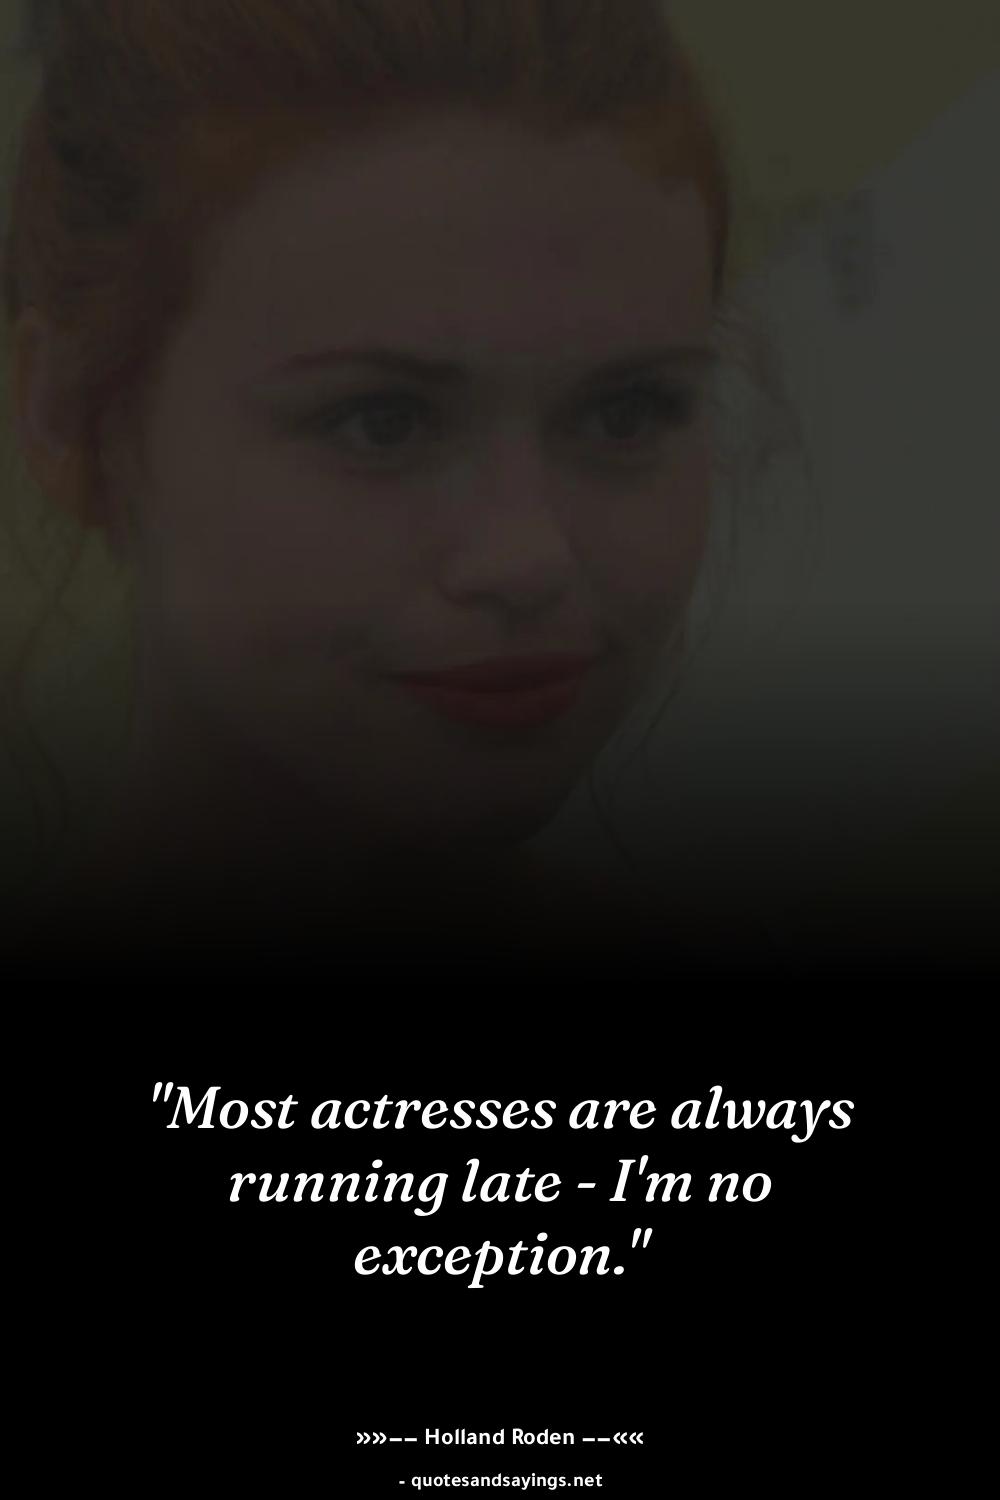 "Most actresses are always
running late - I'm no
exception."
»»−− Holland Roden −−««
- quotesandsayings.net